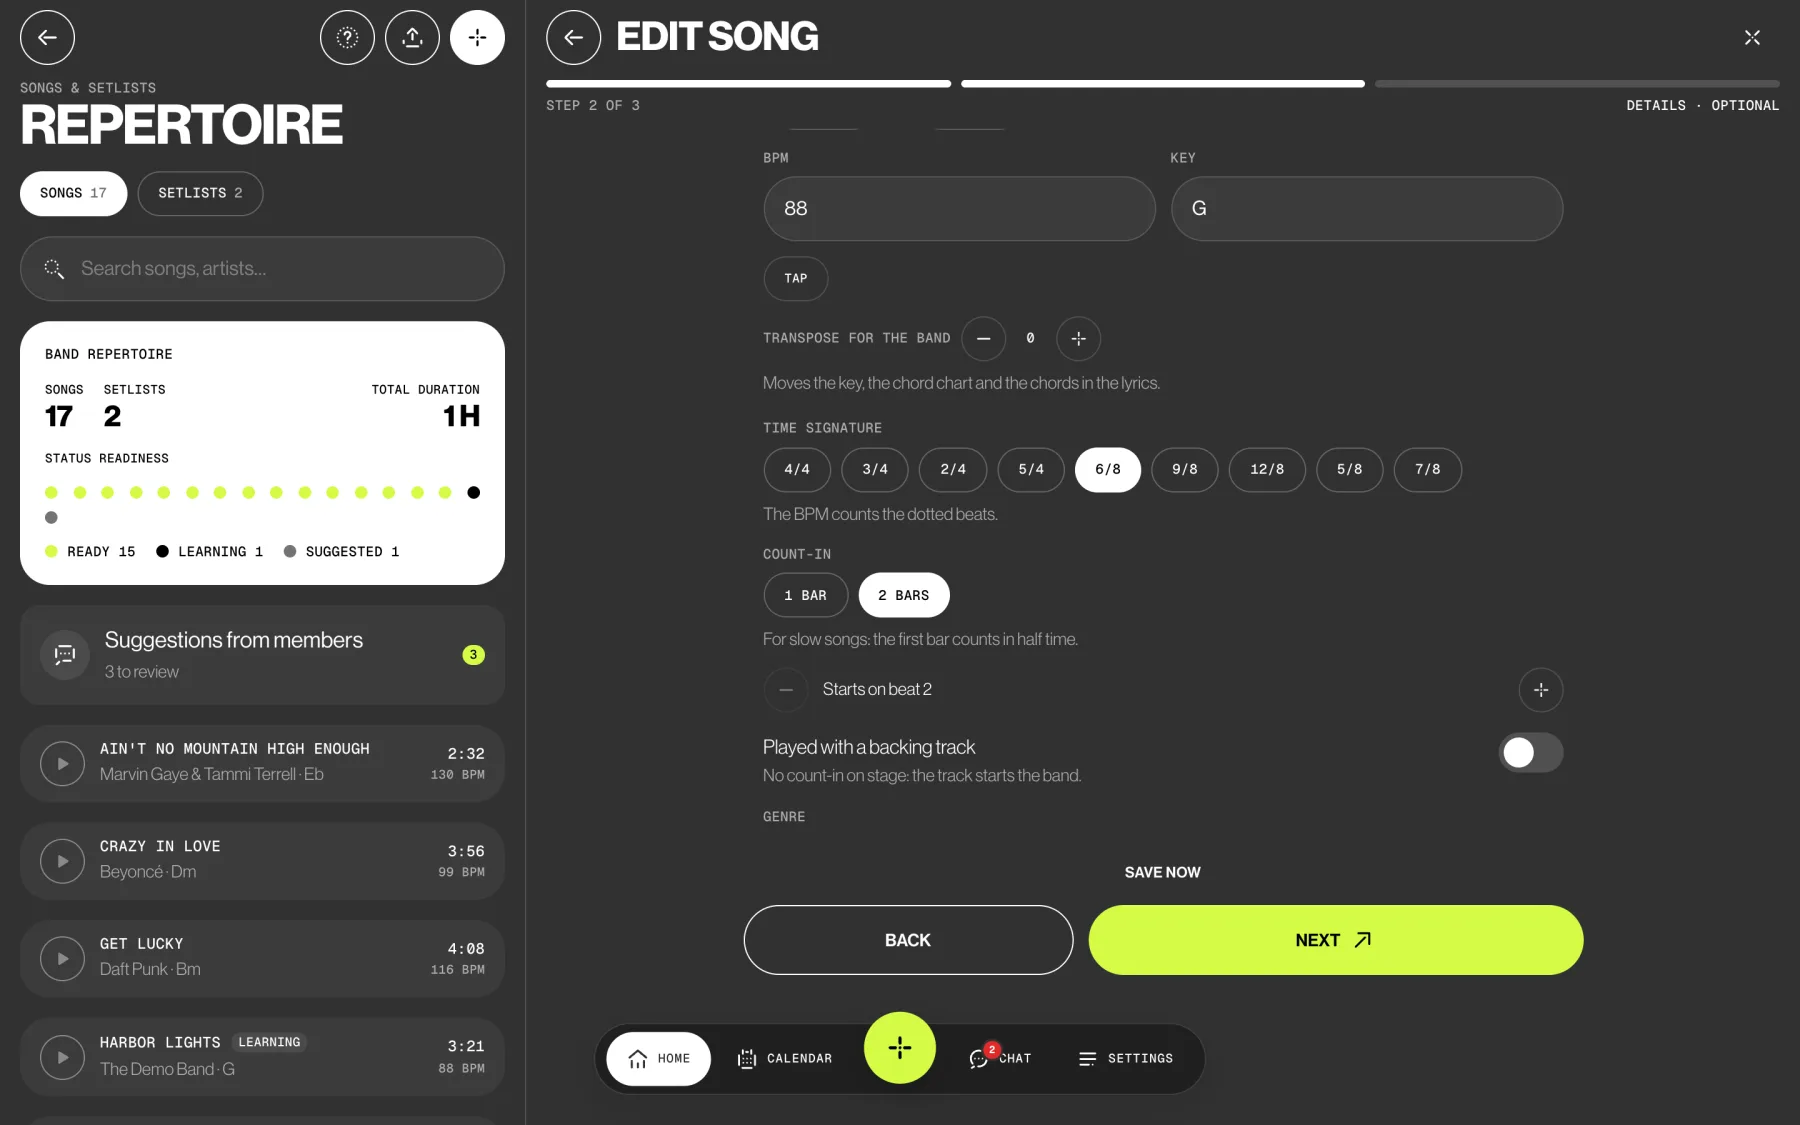 SONGS & SETLISTS
REPERTOIRE
SONGS 17
SETLISTS 2
Search songs, artists...
BAND REPERTOIRE
SONGS SETLISTS TOTAL DURATION
17 2 1H
STATUS READINESS
READY 15 LEARNING 1 SUGGESTED 1
Suggestions from members
3 to review
3
AIN'T NO MOUNTAIN HIGH ENOUGH 2:32
Marvin Gaye & Tammi Terrell · Eb 130 BPM
CRAZY IN LOVE 3:56
Beyoncé · Dm 99 BPM
GET LUCKY 4:08
Daft Punk · Bm 116 BPM
HARBOR LIGHTS LEARNING 3:21
The Demo Band · G 88 BPM
EDIT SONG
STEP 2 OF 3 DETAILS · OPTIONAL
BPM KEY
88 G
TAP
TRANSPOSE FOR THE BAND 0
Moves the key, the chord chart and the chords in the lyrics.
TIME SIGNATURE
4/4 3/4 2/4 5/4 6/8 9/8 12/8 5/8 7/8
The BPM counts the dotted beats.
COUNT-IN
1 BAR 2 BARS
For slow songs: the first bar counts in half time.
Starts on beat 2
Played with a backing track
No count-in on stage: the track starts the band.
GENRE
SAVE NOW
BACK NEXT
HOME CALENDAR 2 CHAT SETTINGS